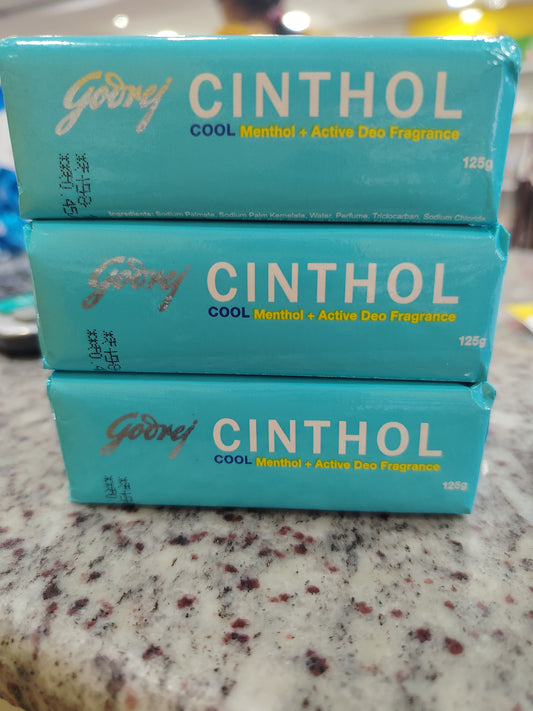 Godrej CINTHOL
COOL Menthol + Active Deo Fragrance
125g
Ingredients: Sodium Palmate, Sodium Palm Kernelate, Water, Perfume, Triclocarban, Sodium Chloride
Godrej CINTHOL
COOL Menthol + Active Deo Fragrance
125g
Godrej CINTHOL
COOL Menthol + Active Deo Fragrance
125g